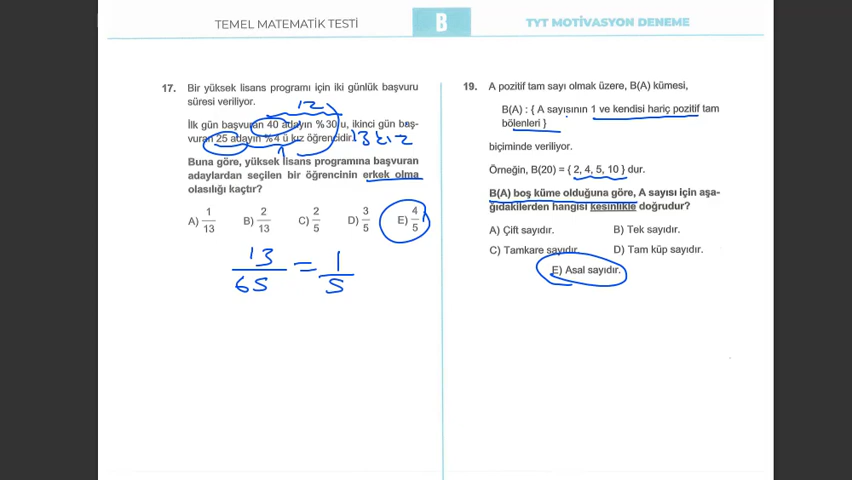 TEMEL MATEMATİK TESTİ
B
TYT MOTİVASYON DENEME
17. Bir yüksek lisans programı için iki günlük başvuru
süresi veriliyor.
12
İlk gün başvuran 40 adayın %30'u, ikinci gün baş-
vuran 25 adayın %4 ü kız öğrencidir.
13 kız
1
Buna göre, yüksek lisans programına başvuran
adaylardan seçilen bir öğrencinin erkek olma
olasılığı kaçtır?
A) 1/13 B) 2/13 C) 2/5 D) 3/5 E) 4/5
13/65 = 1/5
19. A pozitif tam sayı olmak üzere, B(A) kümesi,
B(A) : { A sayısının 1 ve kendisi hariç pozitif tam
bölenleri }
biçiminde veriliyor.
Örneğin, B(20) = { 2, 4, 5, 10 } dur.
B(A) boş küme olduğuna göre, A sayısı için aşa-
ğıdakilerden hangisi kesinlikle doğrudur?
A) Çift sayıdır. B) Tek sayıdır.
C) Tamkare sayıdır. D) Tam küp sayıdır.
E) Asal sayıdır.